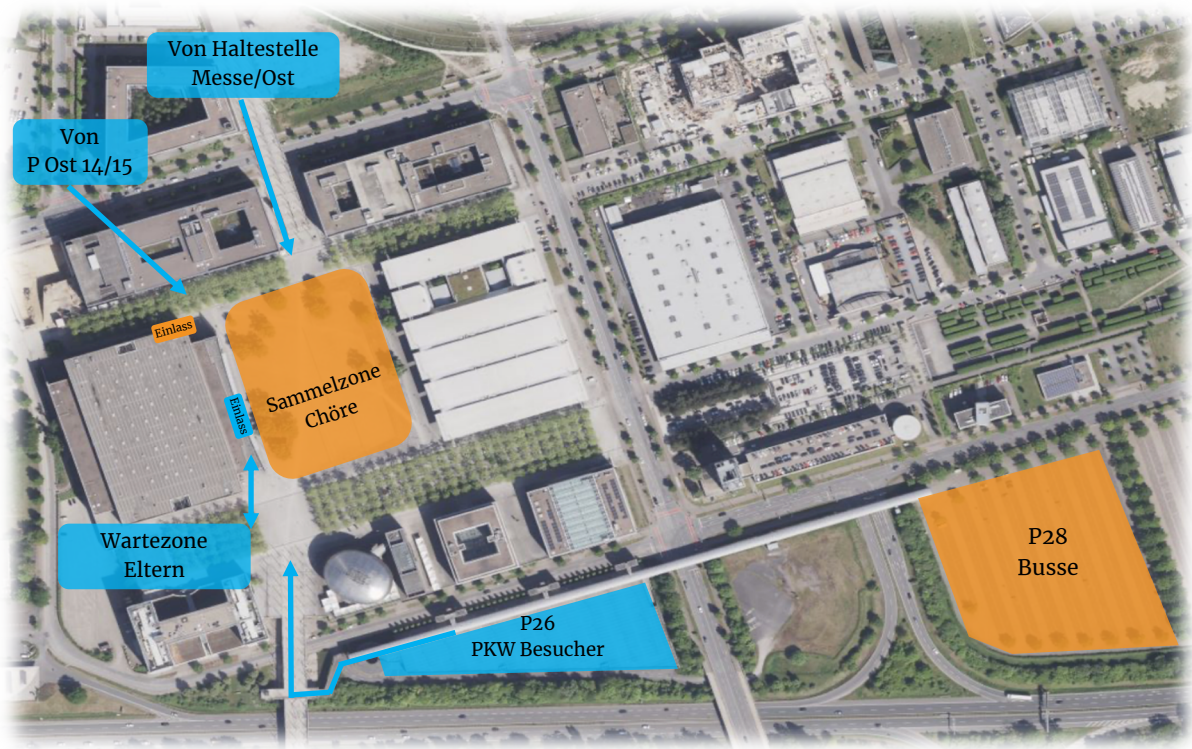 Von Haltestelle
Messe/Ost
Von
P Ost 14/15
Einlass
Sammelzone
Chöre
Einlass
Wartezone
Eltern
P28
Busse
P26
PKW Besucher